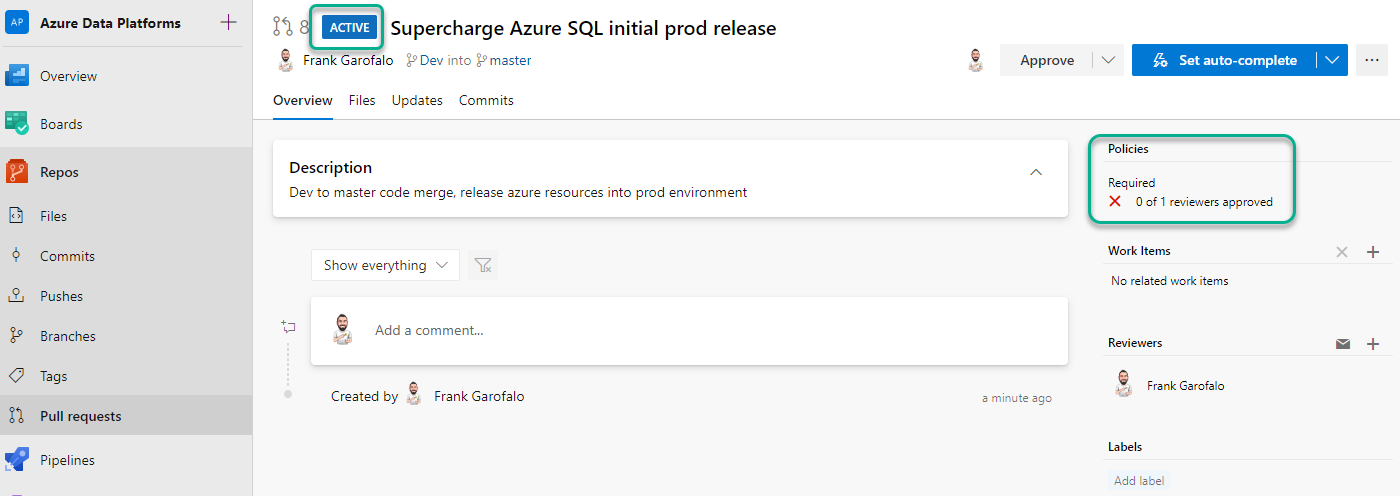 AP Azure Data Platforms
Overview
Boards
Repos
Files
Commits
Pushes
Branches
Tags
Pull requests
Pipelines
8 ACTIVE Supercharge Azure SQL initial prod release
Frank Garofalo Dev into master
Approve
Set auto-complete
Overview Files Updates Commits
Description
Dev to master code merge, release azure resources into prod environment
Show everything
Add a comment...
Created by Frank Garofalo a minute ago
Policies
Required
0 of 1 reviewers approved
Work Items
No related work items
Reviewers
Frank Garofalo
Labels
Add label